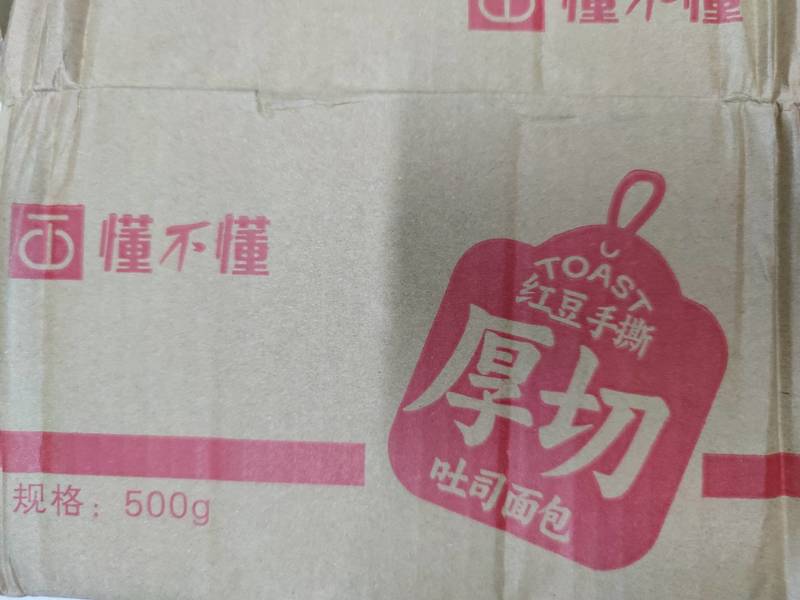 懂不懂
懂不懂
TOAST
红豆手撕
厚切
吐司面包
规格：500g